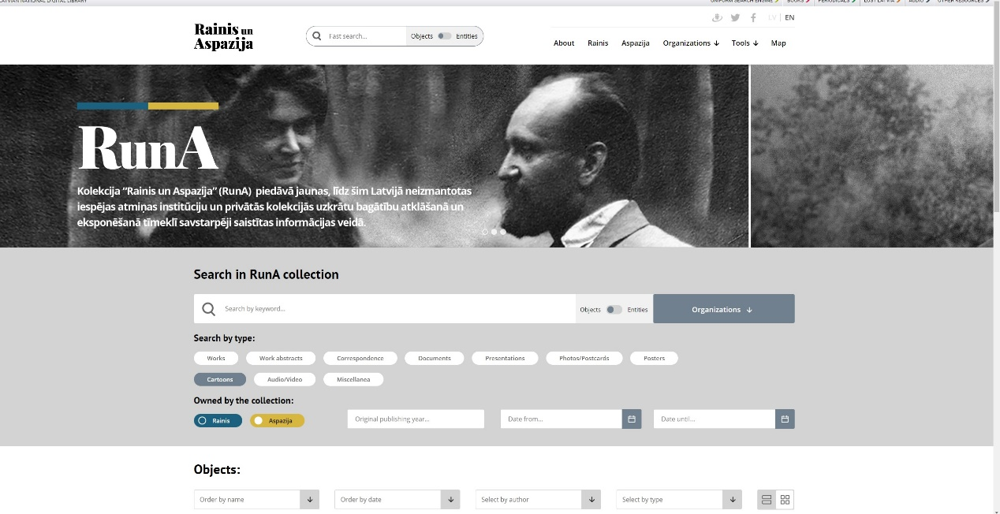 LATVIAN NATIONAL DIGITAL LIBRARY
UNIFORM SEARCH ENGINE BOOKS PERIODICALS LOST LATVIA AUDIO OTHER RESOURCES
LV EN
Rainis un
Aspazija
Fast search... Objects Entities
About Rainis Aspazija Organizations Tools Map
RunA
Kolekcija “Rainis un Aspazija” (RunA) piedāvā jaunas, līdz šim Latvijā neizmantotas
iespējas atmiņas institūciju un privātās kolekcijās uzkrātu bagātību atklāšanā un
eksponēšanā tīmeklī savstarpēji saistītas informācijas veidā.
Search in RunA collection
Search by keyword... Objects Entities Organizations
Search by type:
Works Work abstracts Correspondence Documents Presentations Photos/Postcards Posters
Cartoons Audio/Video Miscellanea
Owned by the collection:
Rainis Aspazija Original publishing year... Date from... Date until...
Objects:
Order by name Order by date Select by author Select by type